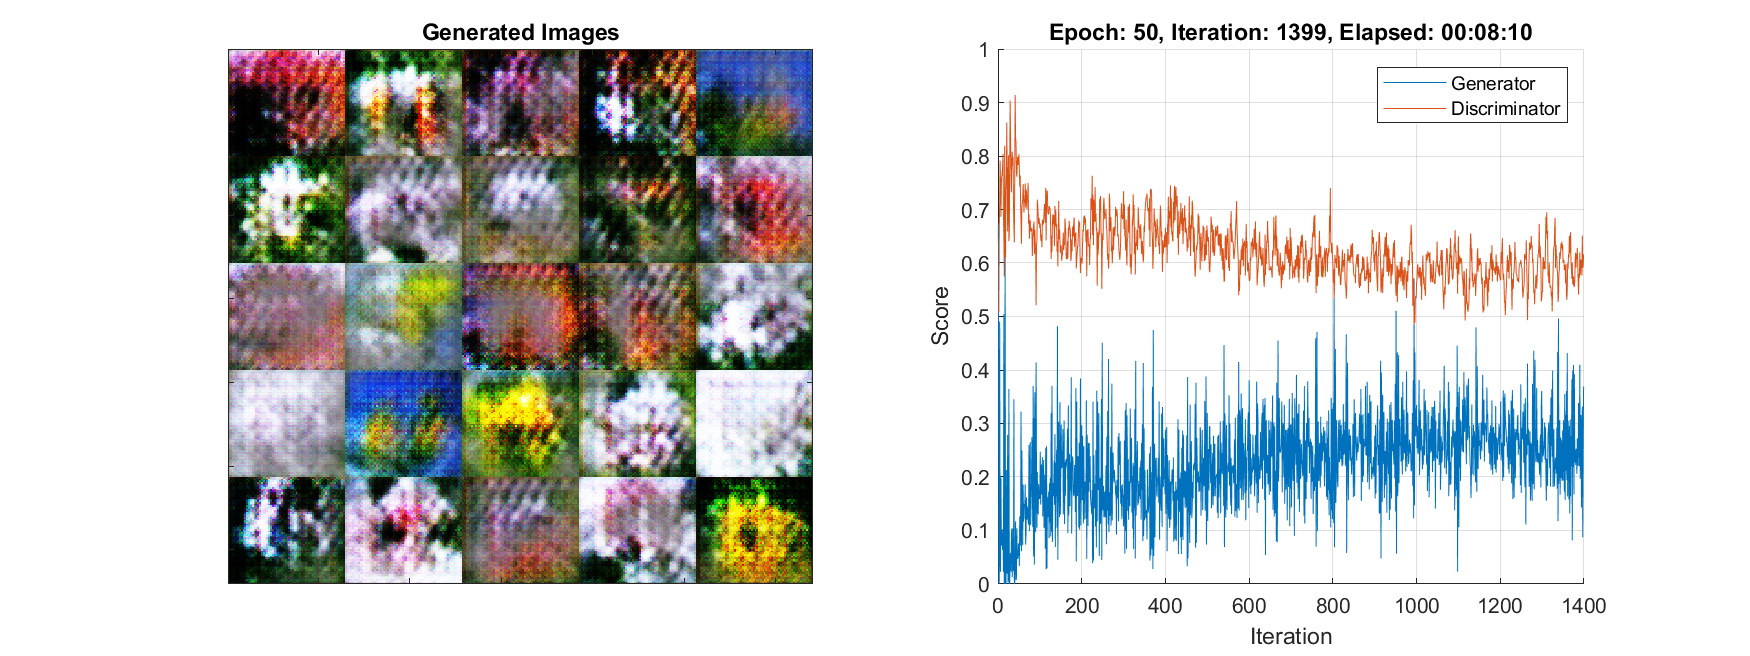 Generated Images
Epoch: 50, Iteration: 1399, Elapsed: 00:08:10
Generator
Discriminator
1
0.9
0.8
0.7
0.6
0.5
0.4
0.3
0.2
0.1
0
Score
0 200 400 600 800 1000 1200 1400
Iteration